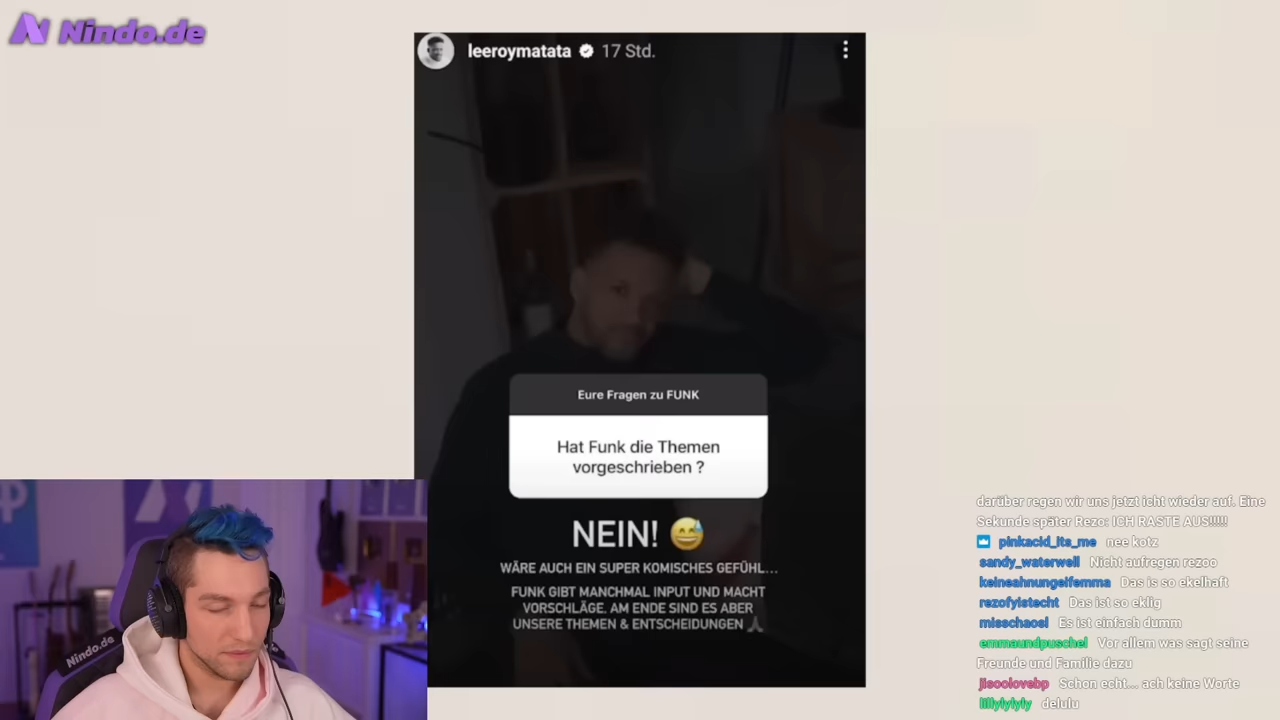 Nindo.de
leeroymatata 17 Std.
Eure Fragen zu FUNK
Hat Funk die Themen
vorgeschrieben ?
NEIN! 😅
WÄRE AUCH EIN SUPER KOMISCHES GEFÜHL...
FUNK GIBT MANCHMAL INPUT UND MACHT
VORSCHLÄGE, AM ENDE SIND ES ABER
UNSERE THEMEN & ENTSCHEIDUNGEN 🙏🏿
Nindo.de
darüber regen wir uns jetzt icht wieder auf. Eine
Sekunde später Rezo: ICH RASTE AUS!!!!!
pinkacid_its_me nee kotz
sandy_waterwell Nicht aufregen rezoo
keineahnungeifemma Das is so ekelhaft
rezofyistecht Das ist so eklig
misschaosi Es ist einfach dumm
emmaundpuschel Vor allem was sagt seine
Freunde und Familie dazu
jisoolovebp Schon echt... ach keine Worte
lillylylyly delulu